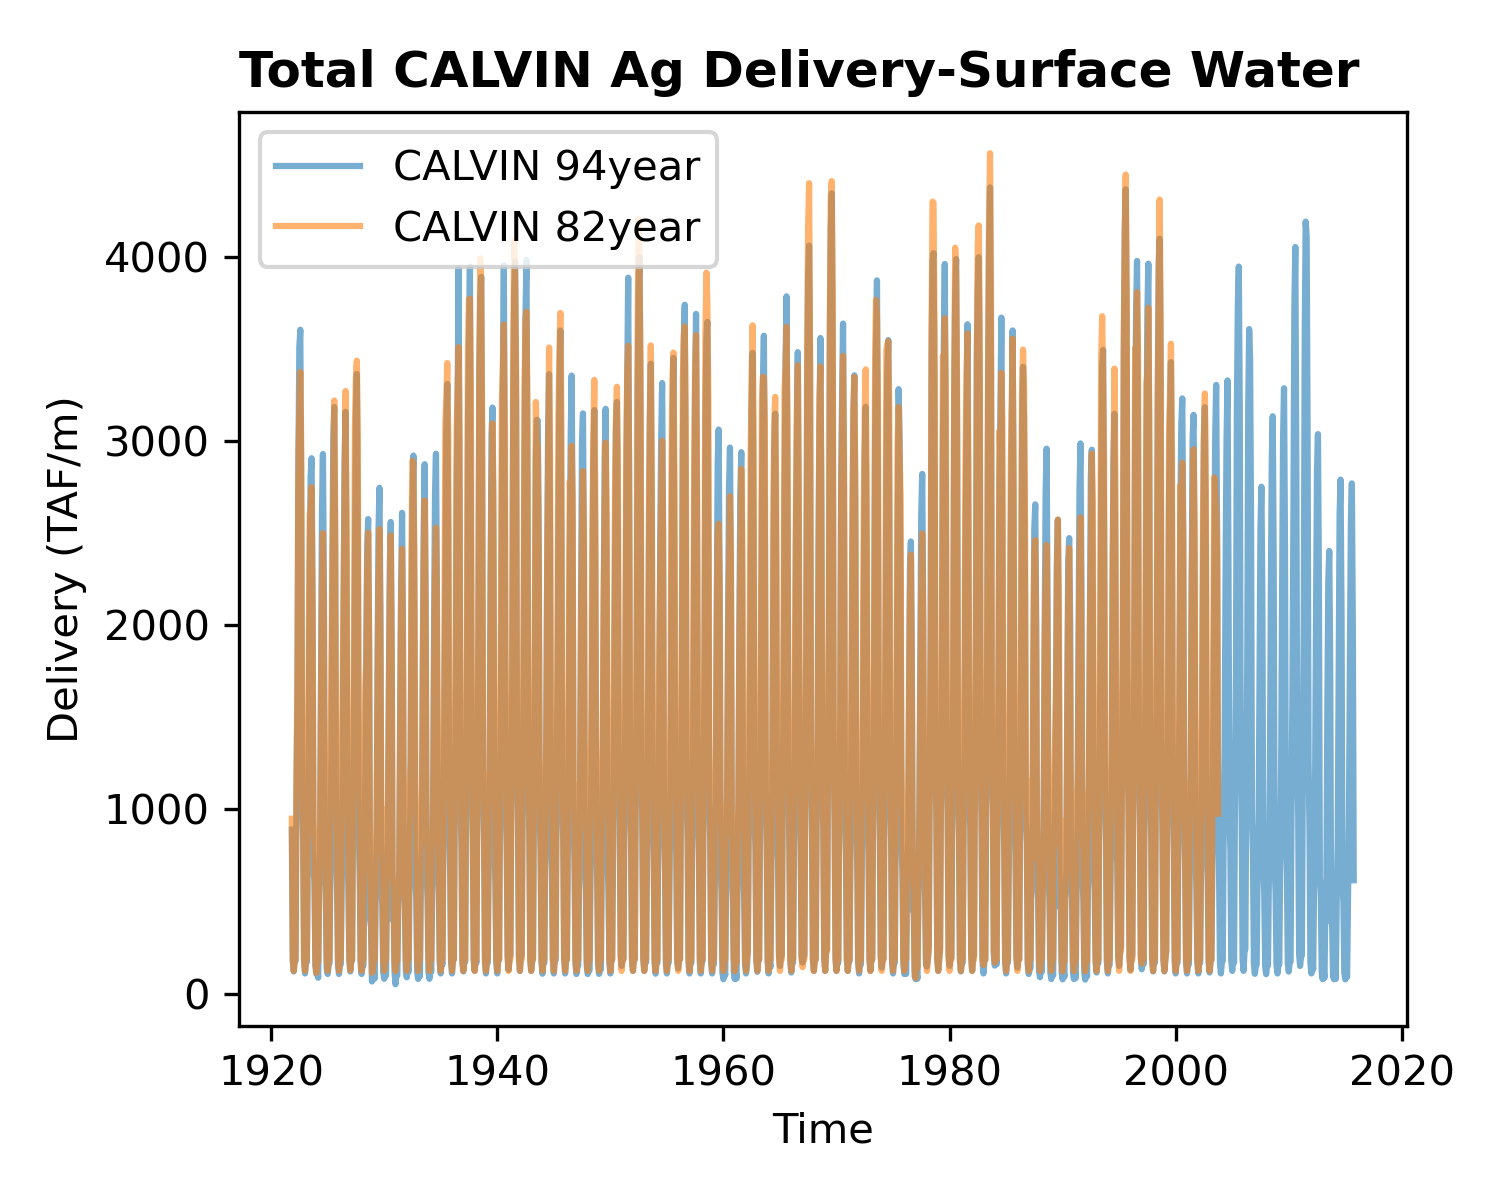 Total CALVIN Ag Delivery-Surface Water
CALVIN 94year
CALVIN 82year
Delivery (TAF/m)
4000
3000
2000
1000
0
1920 1940 1960 1980 2000 2020
Time